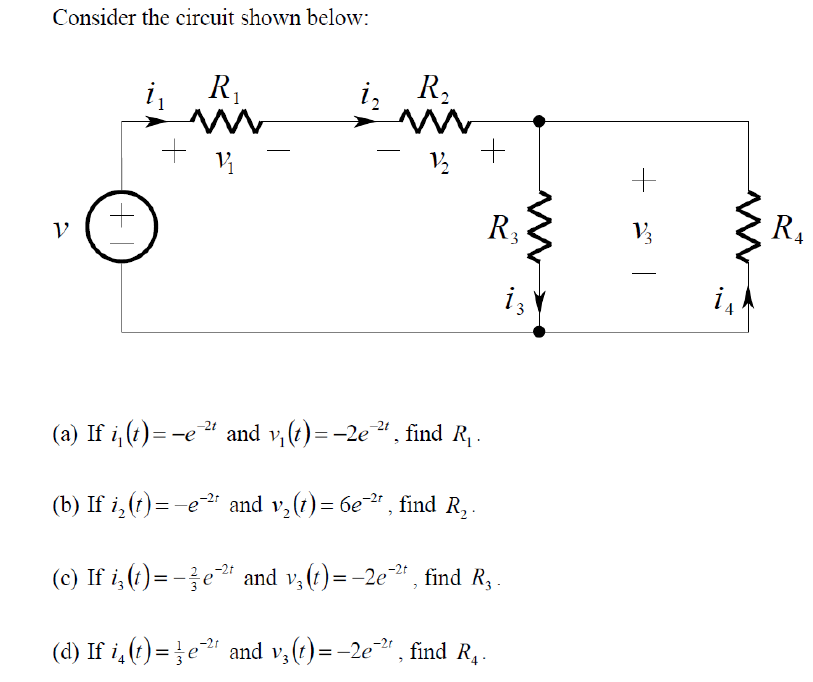 Consider the circuit shown below:
i₁ R₁ i₂ R₂
+ v₁ − − v₂ +
+
v + R₃ v₃ R₄
−
−
i₃ i₄
(a) If i₁(t)= −e⁻²ᵗ and v₁(t)= −2e⁻²ᵗ, find R₁.
(b) If i₂(t)= −e⁻²ᵗ and v₂(t)= 6e⁻²ᵗ, find R₂.
(c) If i₃(t)= −⅔e⁻²ᵗ and v₃(t)= −2e⁻²ᵗ, find R₃.
(d) If i₄(t)= ⅓e⁻²ᵗ and v₃(t)= −2e⁻²ᵗ, find R₄.